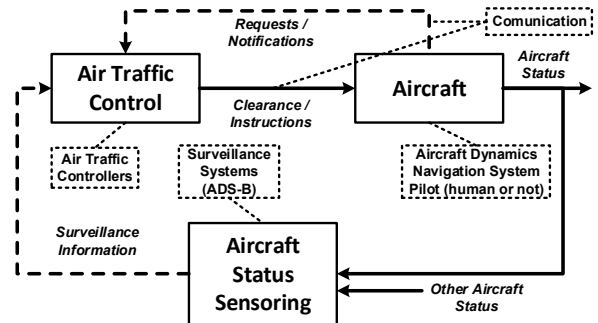 Requests /
Notifications
Comunication
Air Traffic
Control
Clearance /
Instructions
Aircraft
Aircraft
Status
Air Traffic
Controllers
Surveillance
Systems
(ADS-B)
Aircraft Dynamics
Navigation System
Pilot (human or not)
Surveillance
Information
Aircraft
Status
Sensoring
Other Aircraft
Status